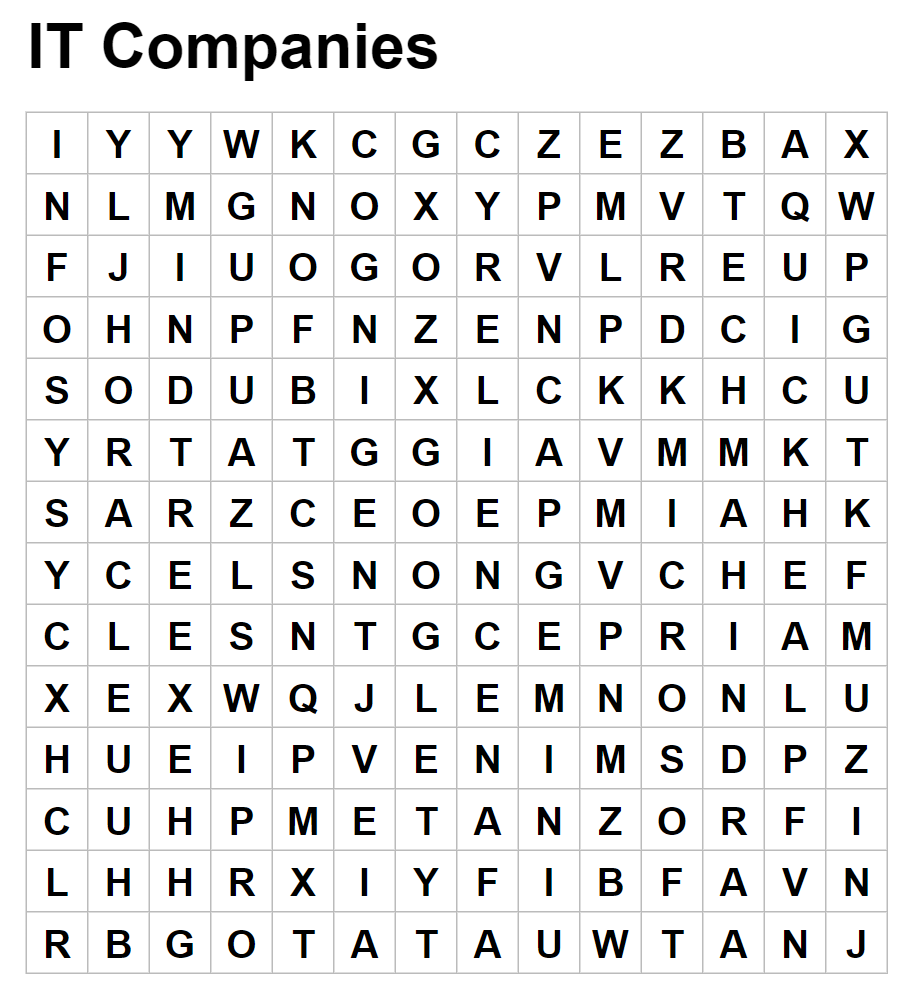 IT Companies
I Y Y W K C G C Z E Z B A X
N L M G N O X Y P M V T Q W
F J I U O G O R V L R E U P
O H N P F N Z E N P D C I G
S O D U B I X L C K K H C U
Y R T A T G G I A V M M K T
S A R Z C E O E P M I A H K
Y C E L S N O N G V C H E F
C L E S N T G C E P R I A M
X E X W Q J L E M N O N L U
H U E I P V E N I M S D P Z
C U H P M E T A N Z O R F I
L H H R X I Y F I B F A V N
R B G O T A T A U W T A N J